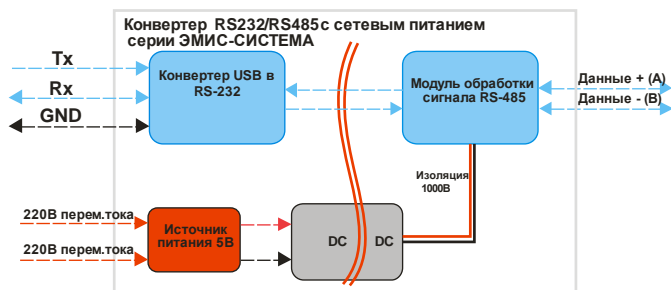 Конвертер RS232/RS485с сетевым питанием
серии ЭМИС-СИСТЕМА
Tx
Rx
GND
Конвертер USB в
RS-232
Модуль обработки
сигнала RS-485
Данные + (А)
Данные - (В)
Изоляция
1000В
220В перем.тока
220В перем.тока
Источник
питания 5В
DC
DC